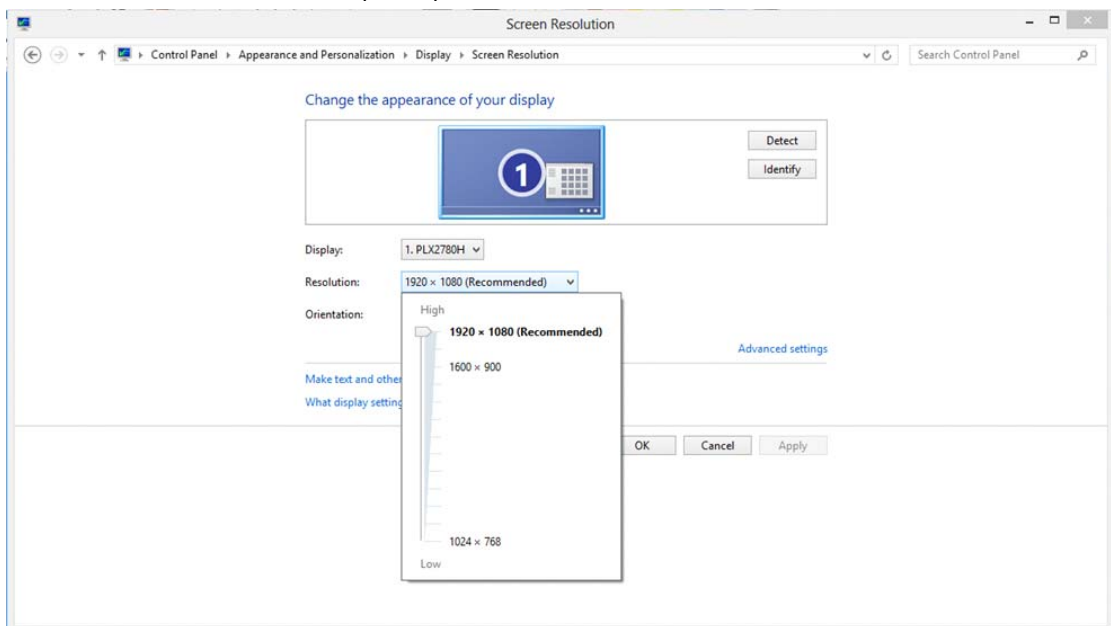 Screen Resolution
Control Panel Appearance and Personalization Display Screen Resolution
Search Control Panel
Change the appearance of your display
1
Detect
Identify
Display:
1. PLX2780H
Resolution:
1920 × 1080 (Recommended)
Orientation:
High
1920 × 1080 (Recommended)
1600 × 900
1024 × 768
Low
Advanced settings
Make text and other
What display setting
OK
Cancel
Apply